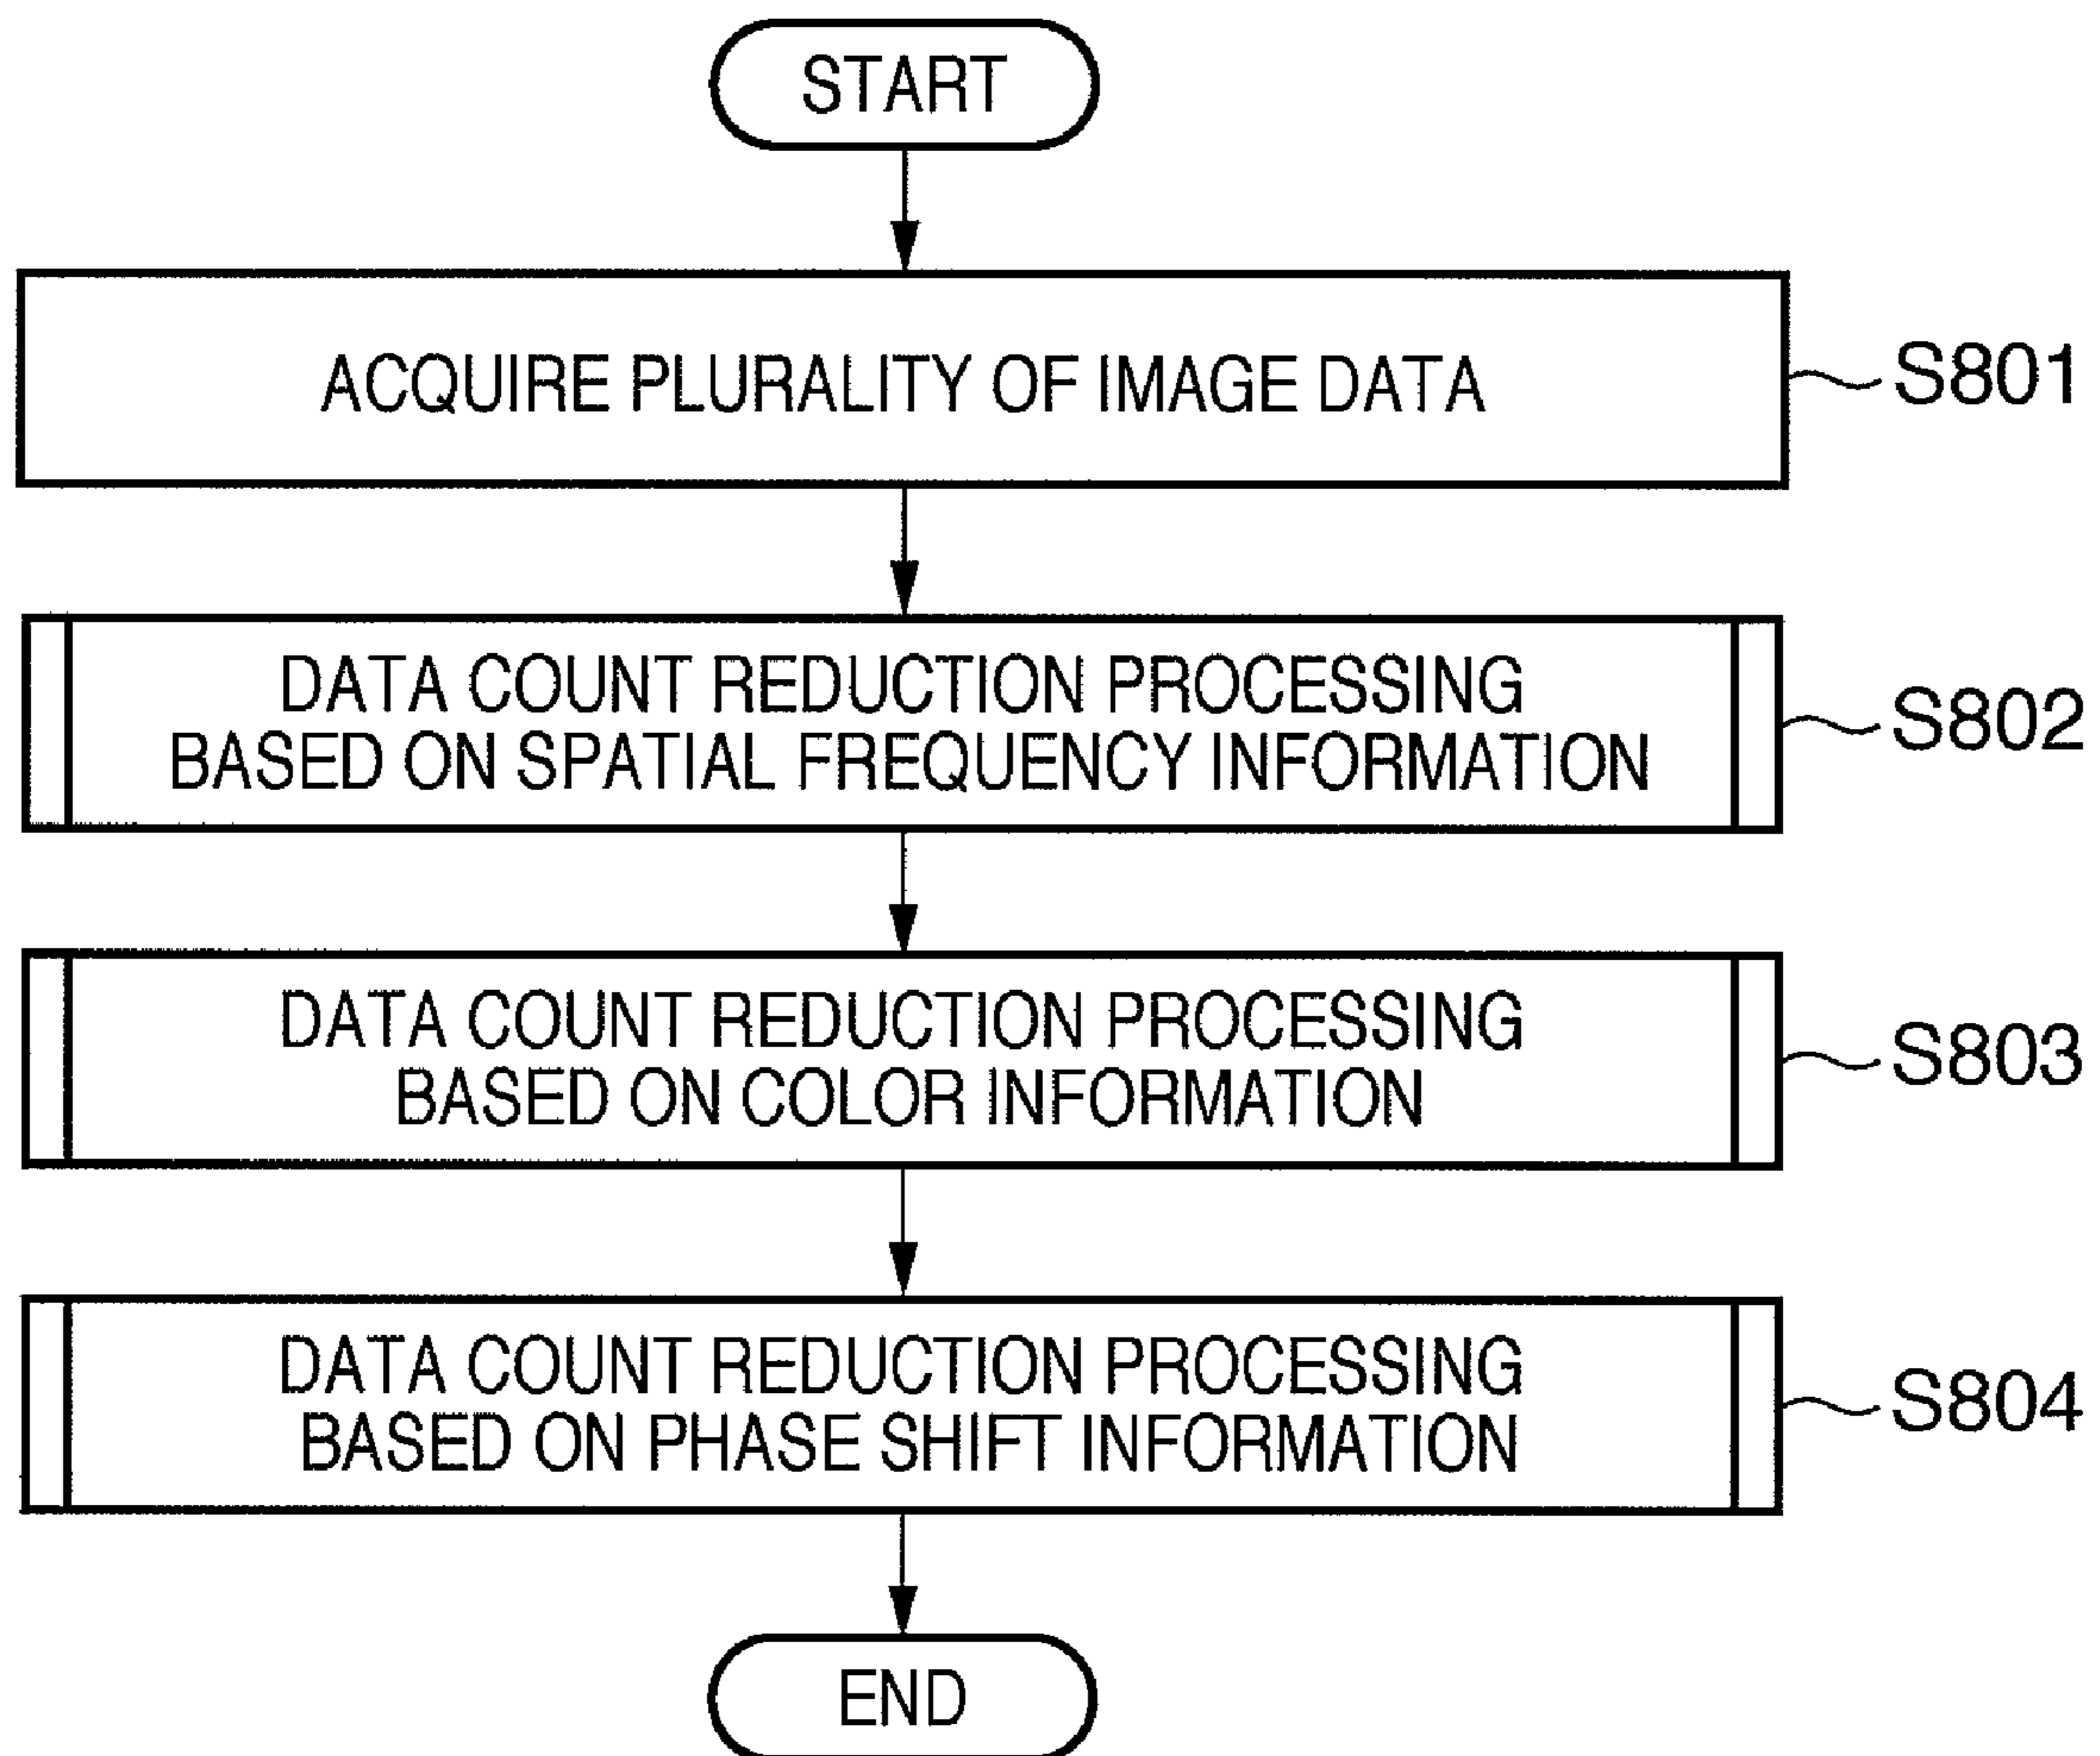 START
ACQUIRE PLURALITY OF IMAGE DATA
S801
DATA COUNT REDUCTION PROCESSING
BASED ON SPATIAL FREQUENCY INFORMATION
S802
DATA COUNT REDUCTION PROCESSING
BASED ON COLOR INFORMATION
S803
DATA COUNT REDUCTION PROCESSING
BASED ON PHASE SHIFT INFORMATION
S804
END